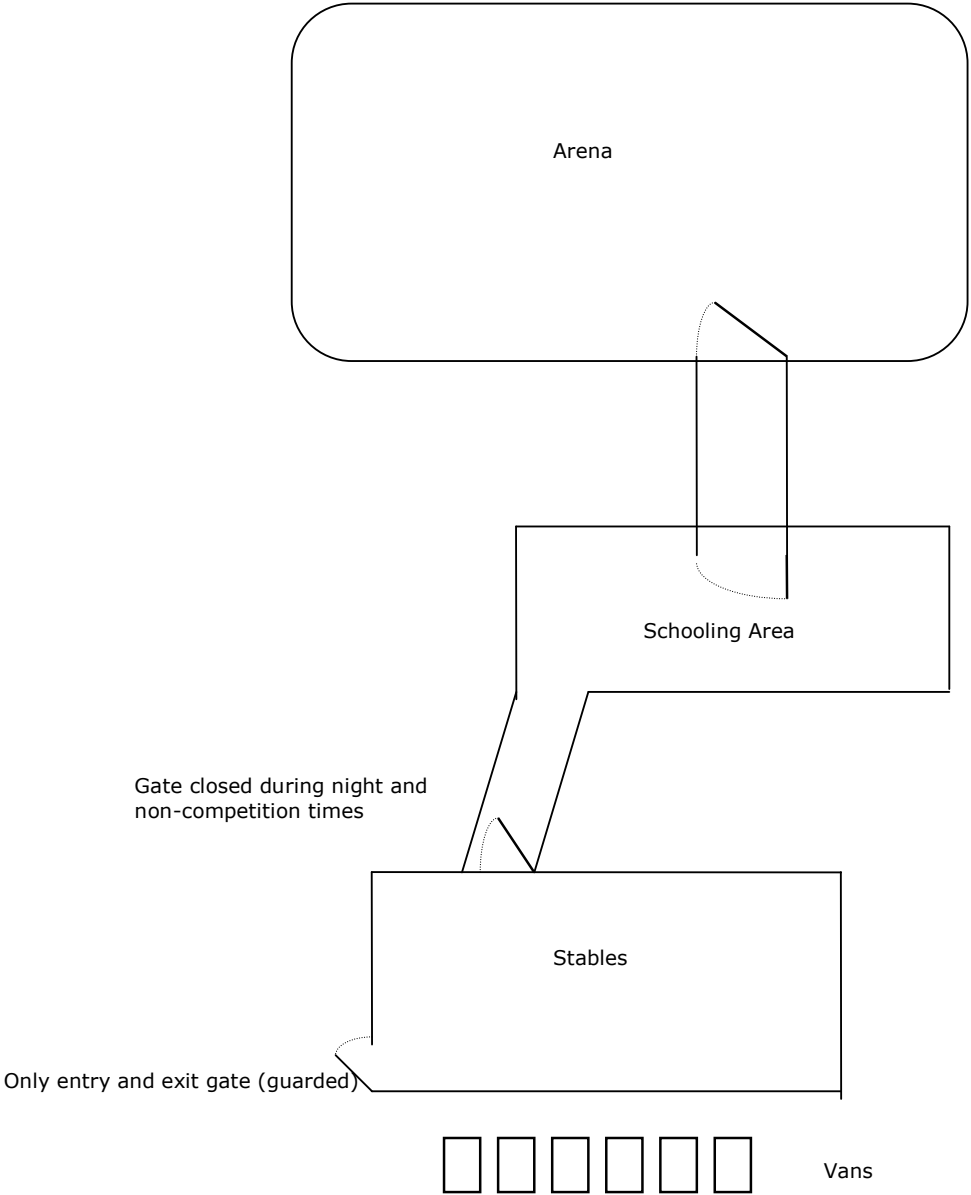 Arena
Schooling Area
Gate closed during night and
non-competition times
Stables
Only entry and exit gate (guarded)
Vans